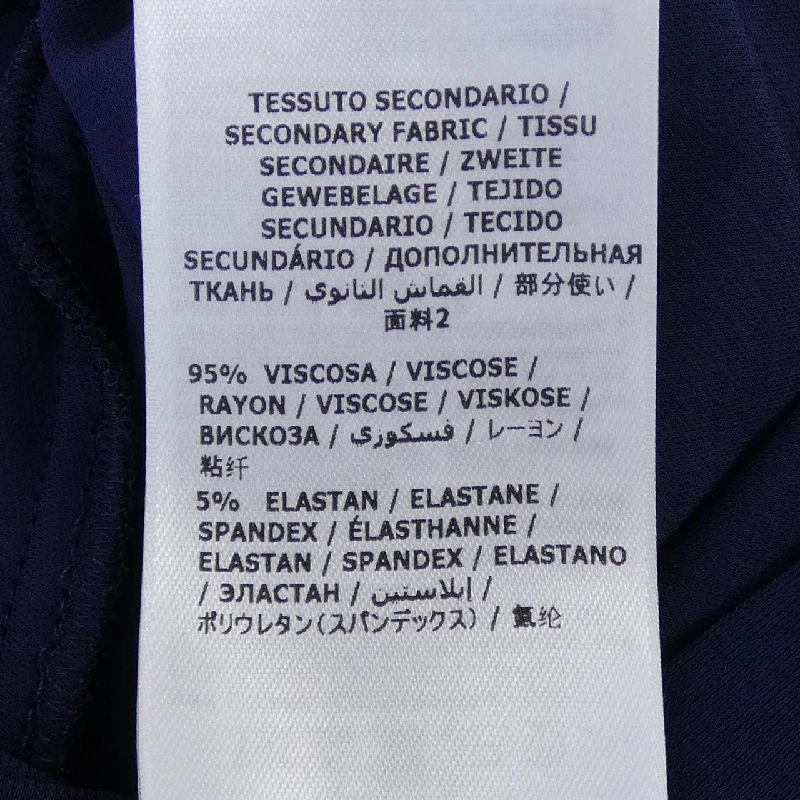 TESSUTO SECONDARIO /
SECONDARY FABRIC / TISSU
SECONDAIRE / ZWEITE
GEWEBELAGE / TEJIDO
SECUNDARIO / TECIDO
SECUNDÁRIO / ДОПОЛНИТЕЛЬНАЯ
ТКАНЬ / القماش الثانوي / 部分使い /
面料2
95% VISCOSA / VISCOSE /
RAYON / VISCOSE / VISKOSE /
ВИСКОЗА / فسكوزي / レーヨン /
粘纤
5% ELASTAN / ELASTANE /
SPANDEX / ÉLASTHANNE /
ELASTAN / SPANDEX / ELASTANO
/ ЭЛАСТАН / إيلاستين /
ポリウレタン(スパンデックス) / 氨纶